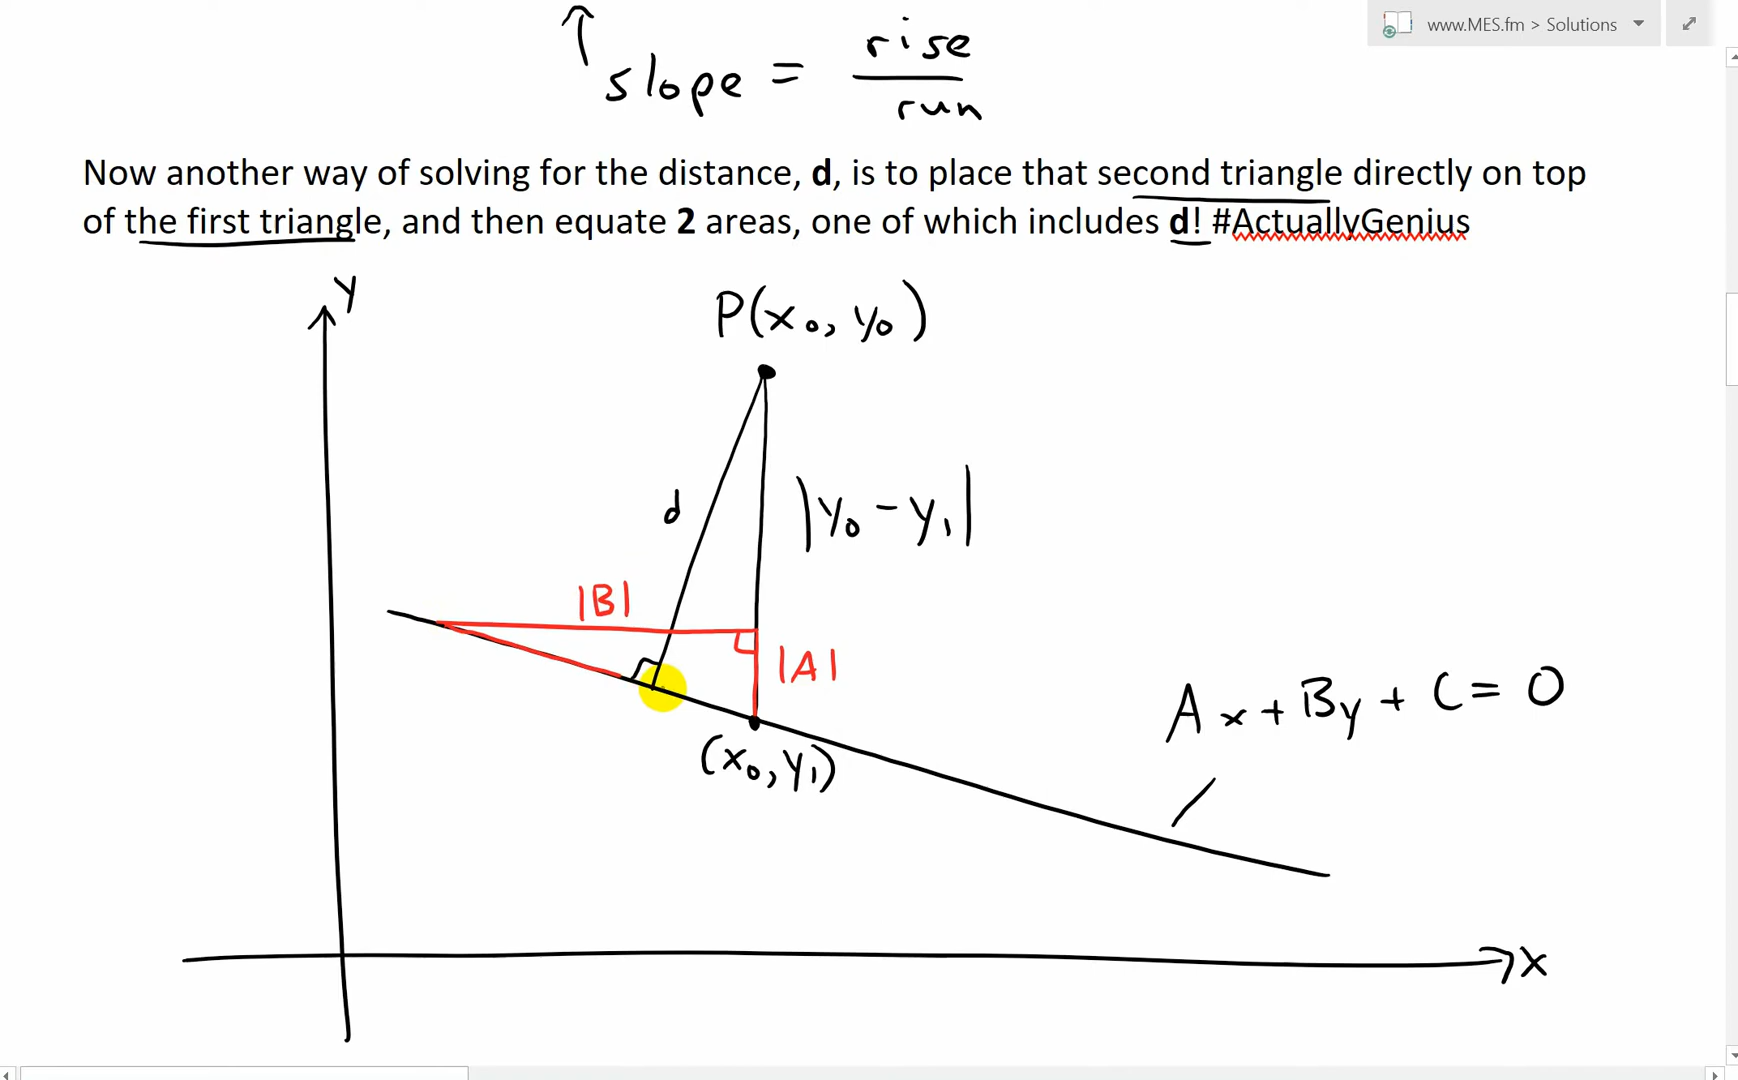 www.MES.fm > Solutions
slope = rise / run
Now another way of solving for the distance, d, is to place that second triangle directly on top
of the first triangle, and then equate 2 areas, one of which includes d! #ActuallyGenius
y
P(x₀, y₀)
d
|y₀ - y₁|
|B|
|A|
Ax + By + C = 0
(x₀, y₁)
x